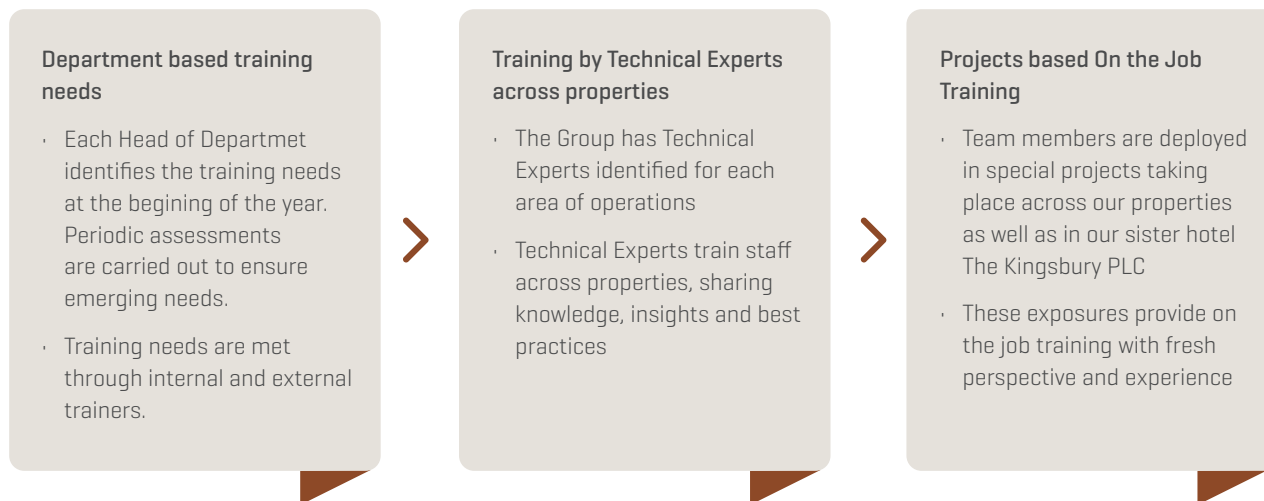 Department based training
needs
· Each Head of Departmet
identifies the training needs
at the begining of the year.
Periodic assessments
are carried out to ensure
emerging needs.
· Training needs are met
through internal and external
trainers.
Training by Technical Experts
across properties
· The Group has Technical
Experts identified for each
area of operations
· Technical Experts train staff
across properties, sharing
knowledge, insights and best
practices
Projects based On the Job
Training
· Team members are deployed
in special projects taking
place across our properties
as well as in our sister hotel
The Kingsbury PLC
· These exposures provide on
the job training with fresh
perspective and experience